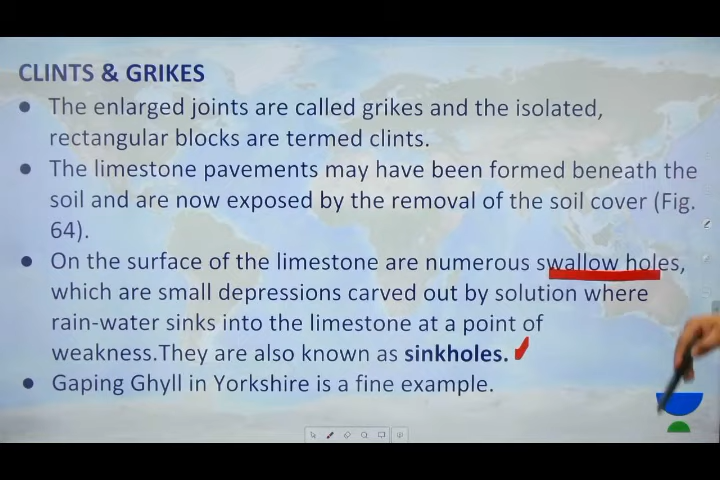 CLINTS & GRIKES
● The enlarged joints are called grikes and the isolated,
rectangular blocks are termed clints.
● The limestone pavements may have been formed beneath the
soil and are now exposed by the removal of the soil cover (Fig.
64).
● On the surface of the limestone are numerous swallow holes,
which are small depressions carved out by solution where
rain-water sinks into the limestone at a point of
weakness.They are also known as sinkholes.
● Gaping Ghyll in Yorkshire is a fine example.